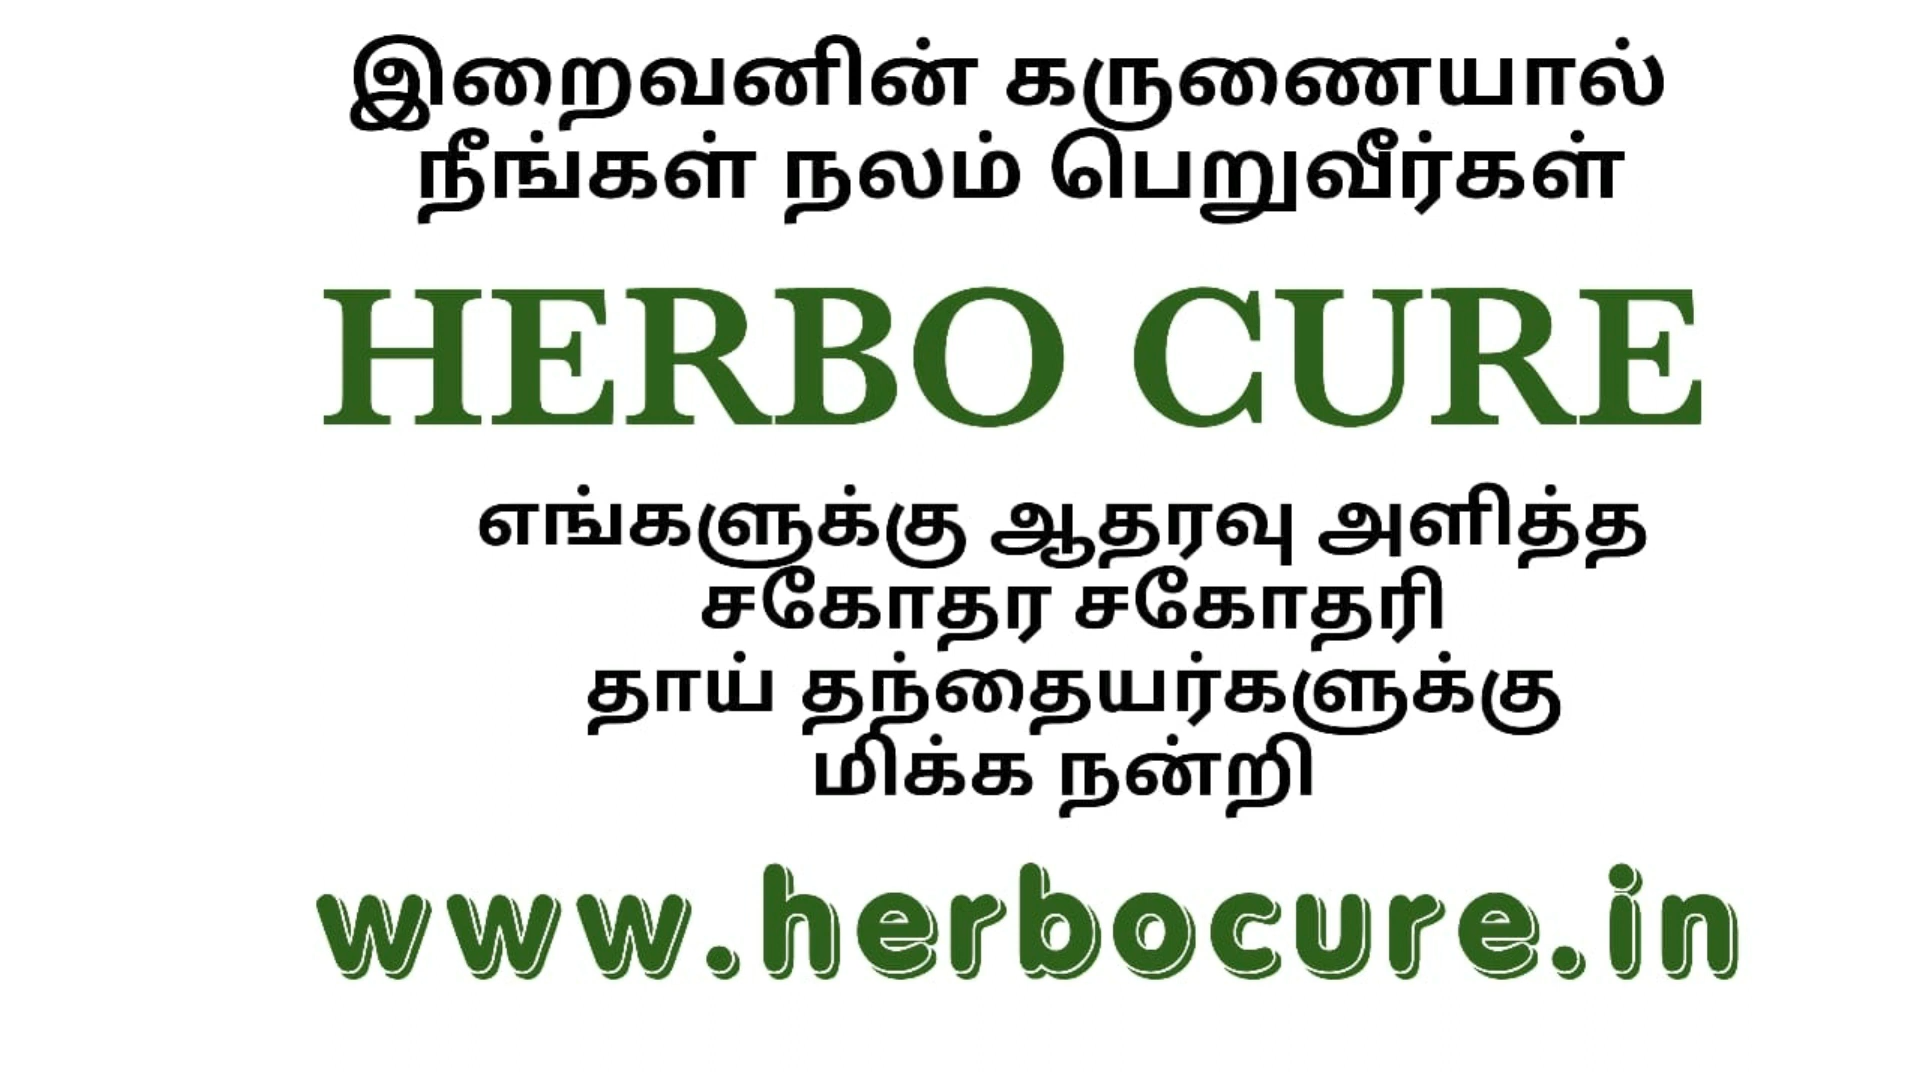 இறைவனின் கருணையால்
நீங்கள் நலம் பெறுவீர்கள்
HERBO CURE
எங்களுக்கு ஆதரவு அளித்த
சகோதர சகோதரி
தாய் தந்தையர்களுக்கு
மிக்க நன்றி
www.herbocure.in